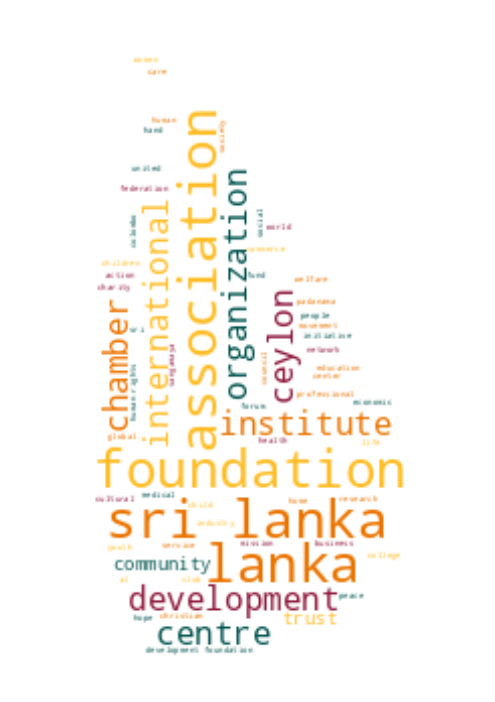 women
care
association
human
hand
society
united
organization
federation
international
colombo
social
world
commerce
children
action
fund
welfare
charity
ceylon
chamber
padanama
people
sri
movement
initiative
sangamaya
network
council
human rights
education
center
professional
forum
economic
institute
global
health
life
foundation
cultural
medical
child
home
research
sri lanka
industry
youth
service
mission
business
college
community
lanka
al
club
development
peace
hope
christian
trust
centre
development foundation